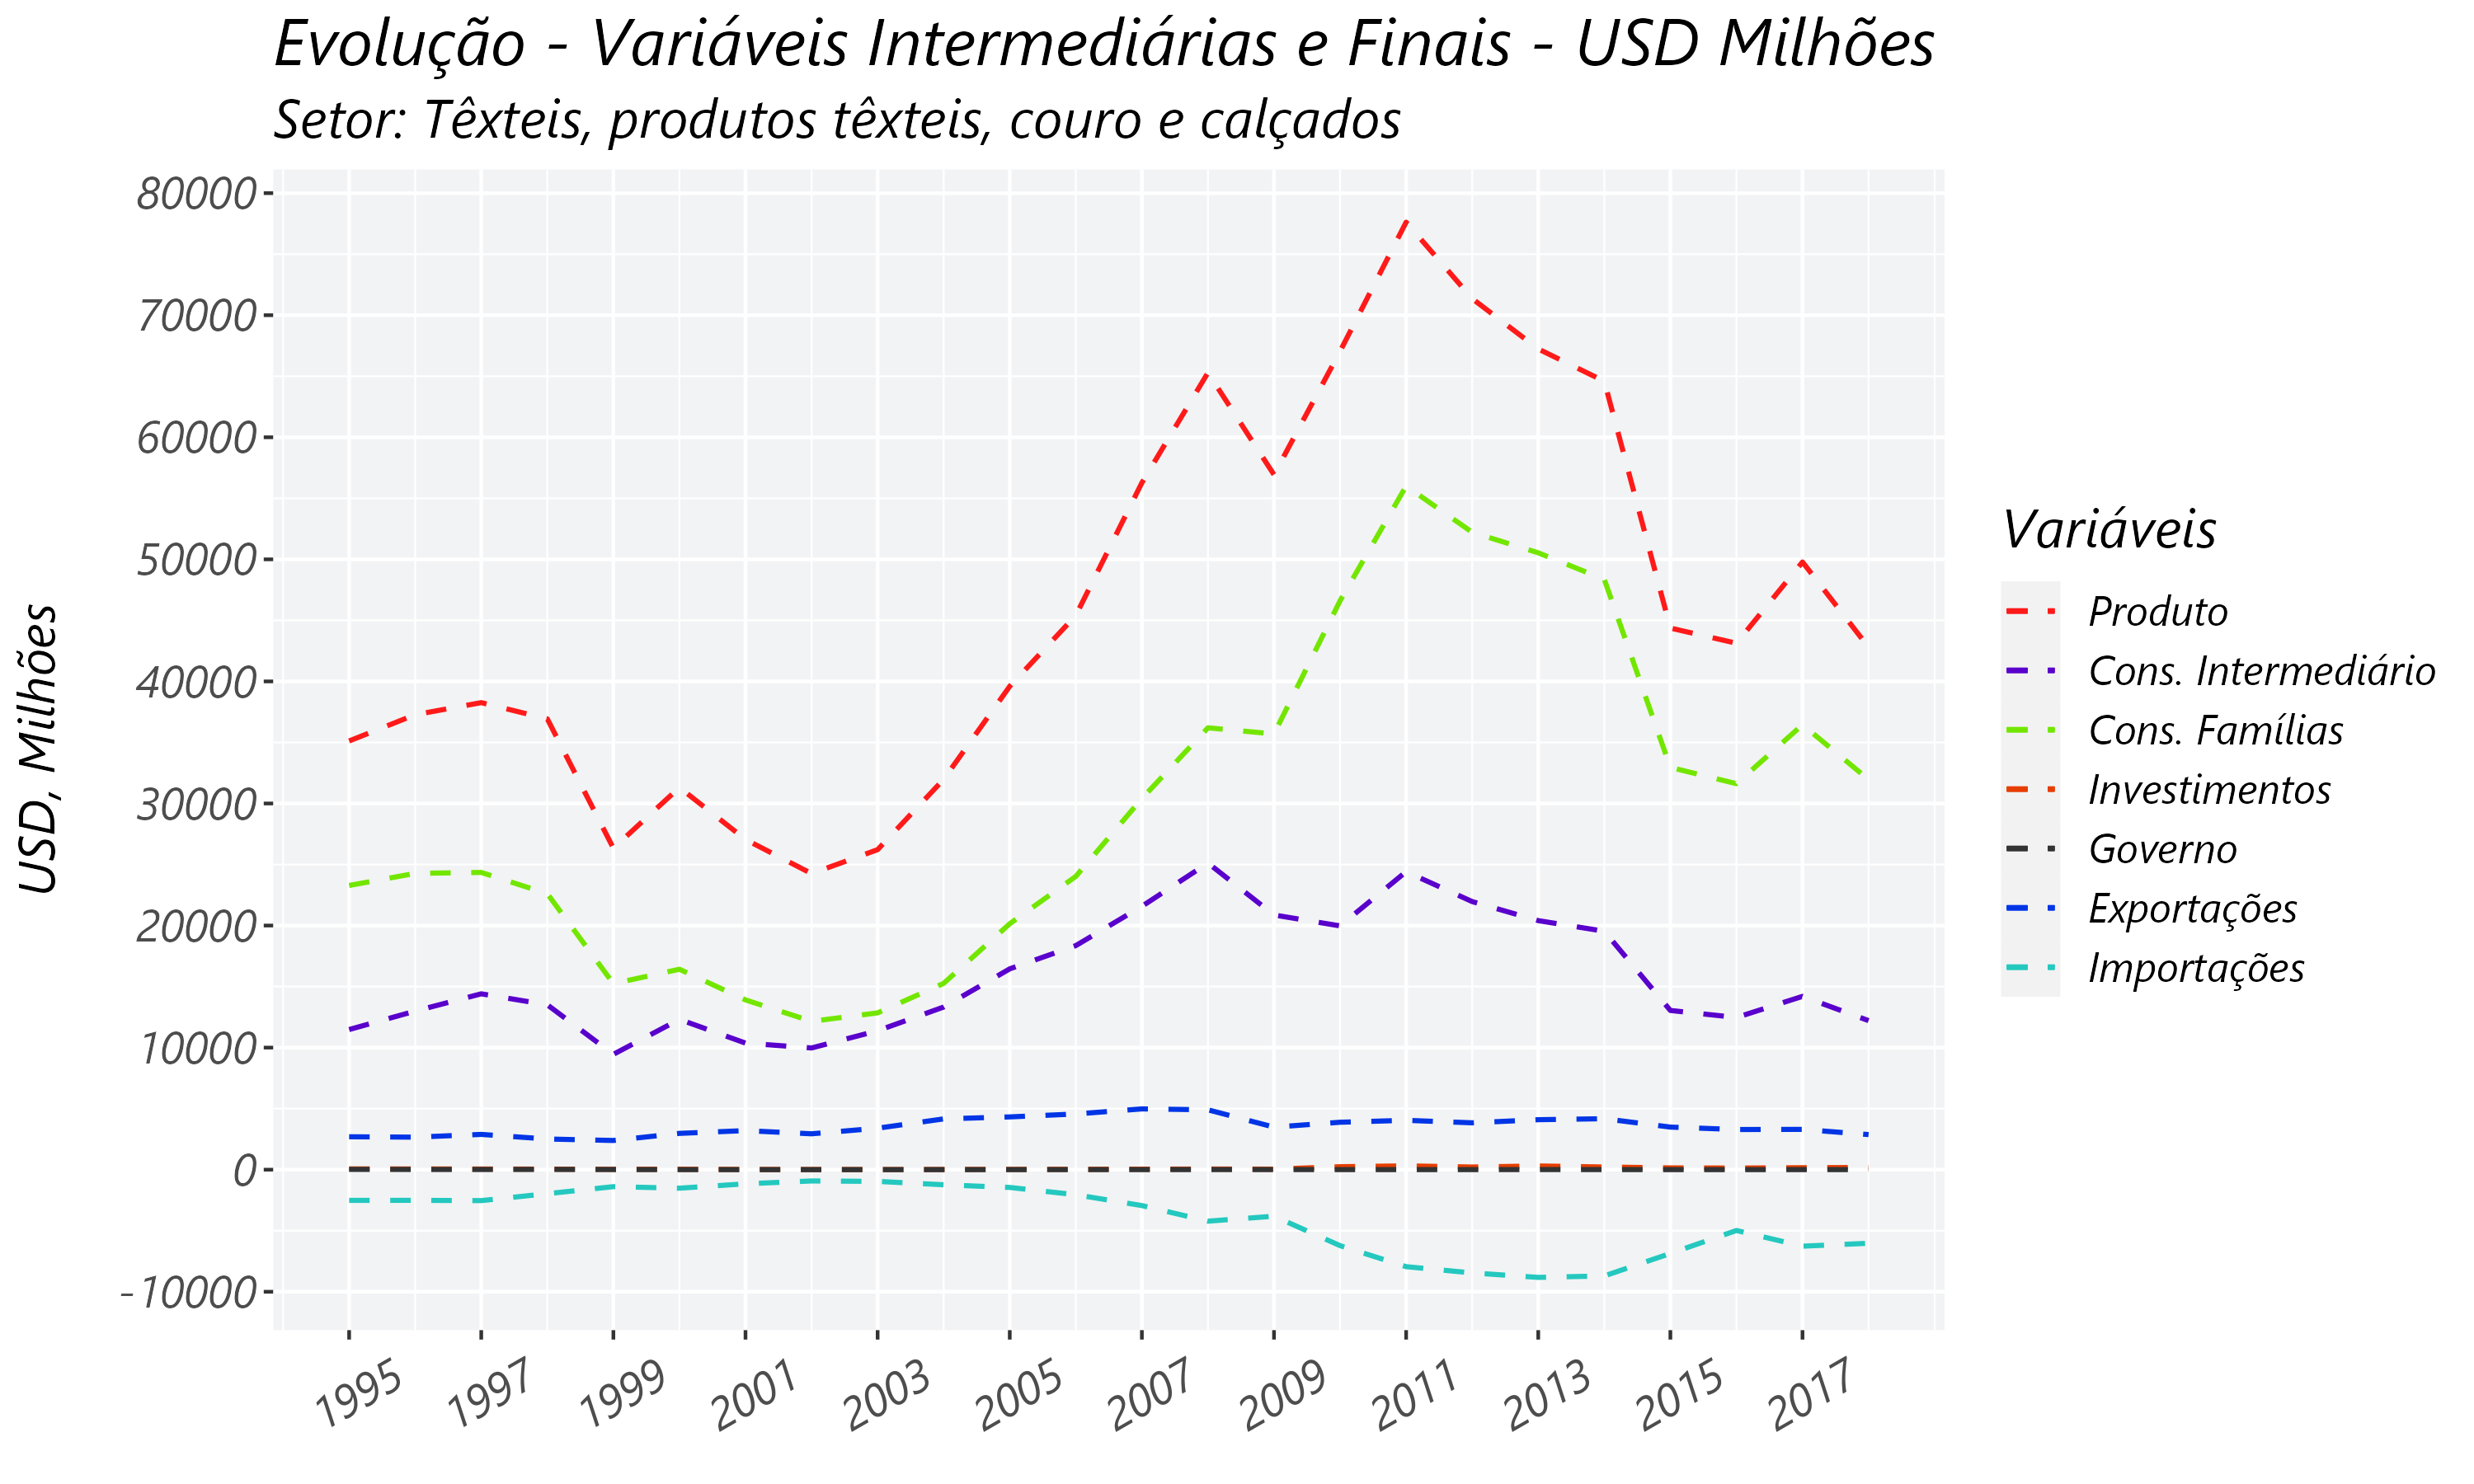 Evolução - Variáveis Intermediárias e Finais - USD Milhões
Setor: Têxteis, produtos têxteis, couro e calçados
USD, Milhões
80000
70000
60000
50000
40000
30000
20000
10000
0
-10000
1995
1997
1999
2001
2003
2005
2007
2009
2011
2013
2015
2017
Variáveis
Produto
Cons. Intermediário
Cons. Famílias
Investimentos
Governo
Exportações
Importações